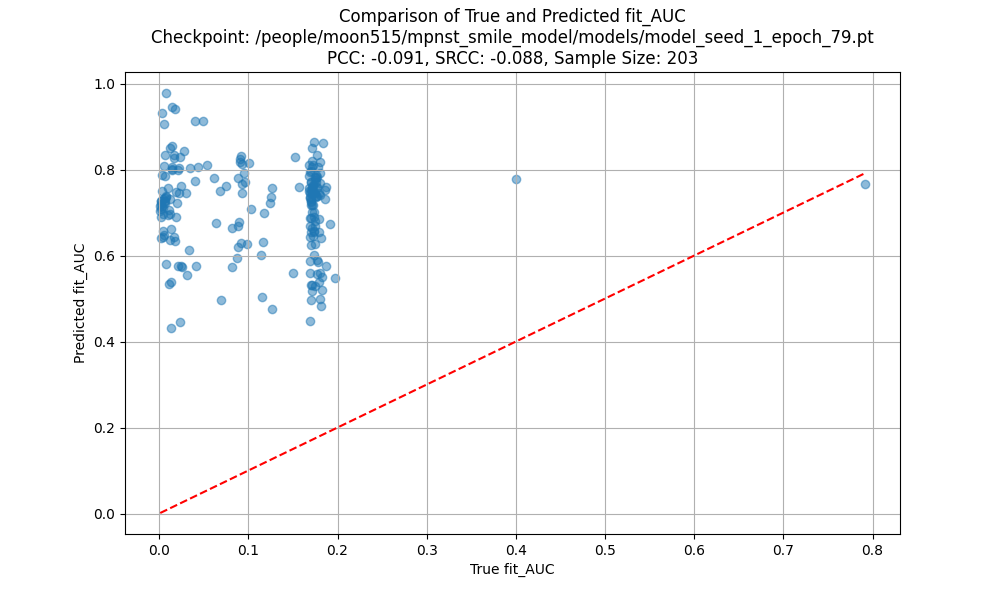 Comparison of True and Predicted fit_AUC
Checkpoint: /people/moon515/mpnst_smile_model/models/model_seed_1_epoch_79.pt
PCC: -0.091, SRCC: -0.088, Sample Size: 203
Predicted fit_AUC
1.0
0.8
0.6
0.4
0.2
0.0
0.0 0.1 0.2 0.3 0.4 0.5 0.6 0.7 0.8
True fit_AUC